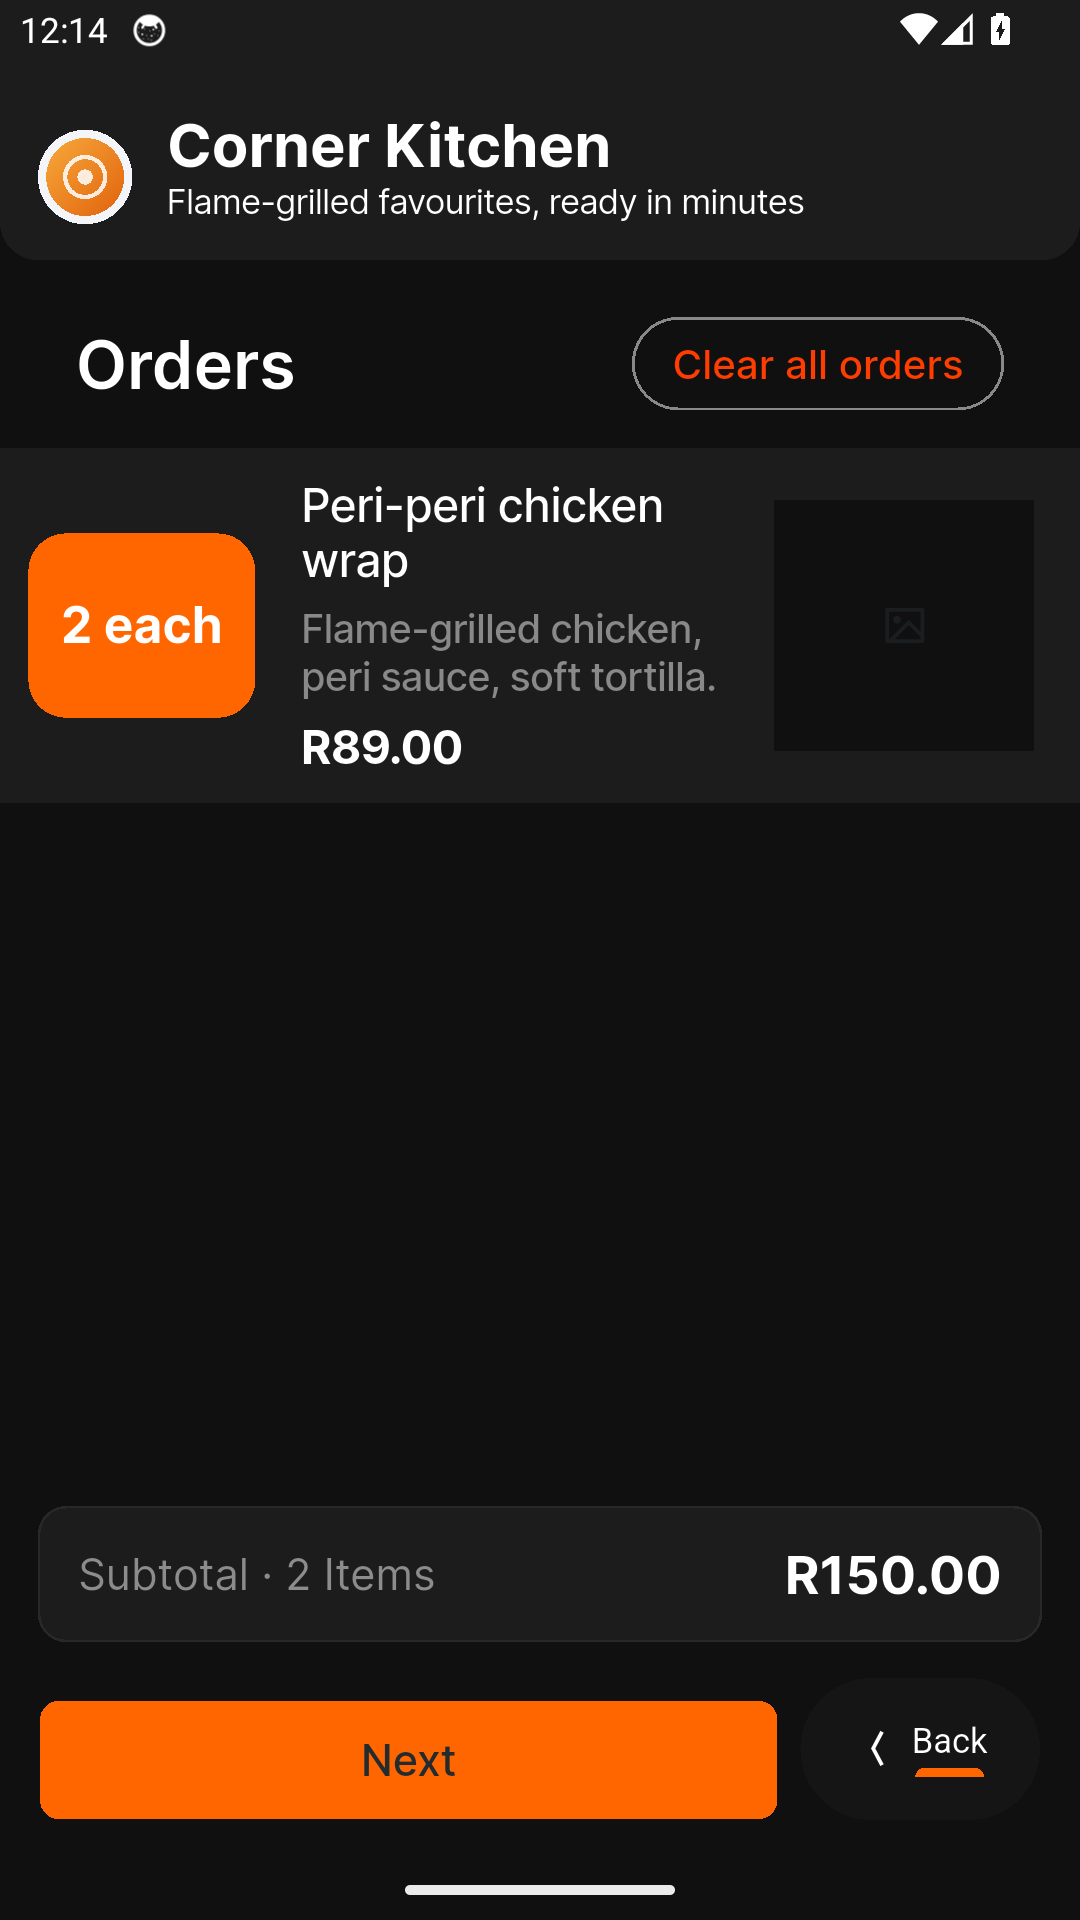 12:14
Corner Kitchen
Flame-grilled favourites, ready in minutes
Orders
Clear all orders
2 each
Peri-peri chicken
wrap
Flame-grilled chicken,
peri sauce, soft tortilla.
R89.00
Subtotal · 2 Items
R150.00
Next
Back